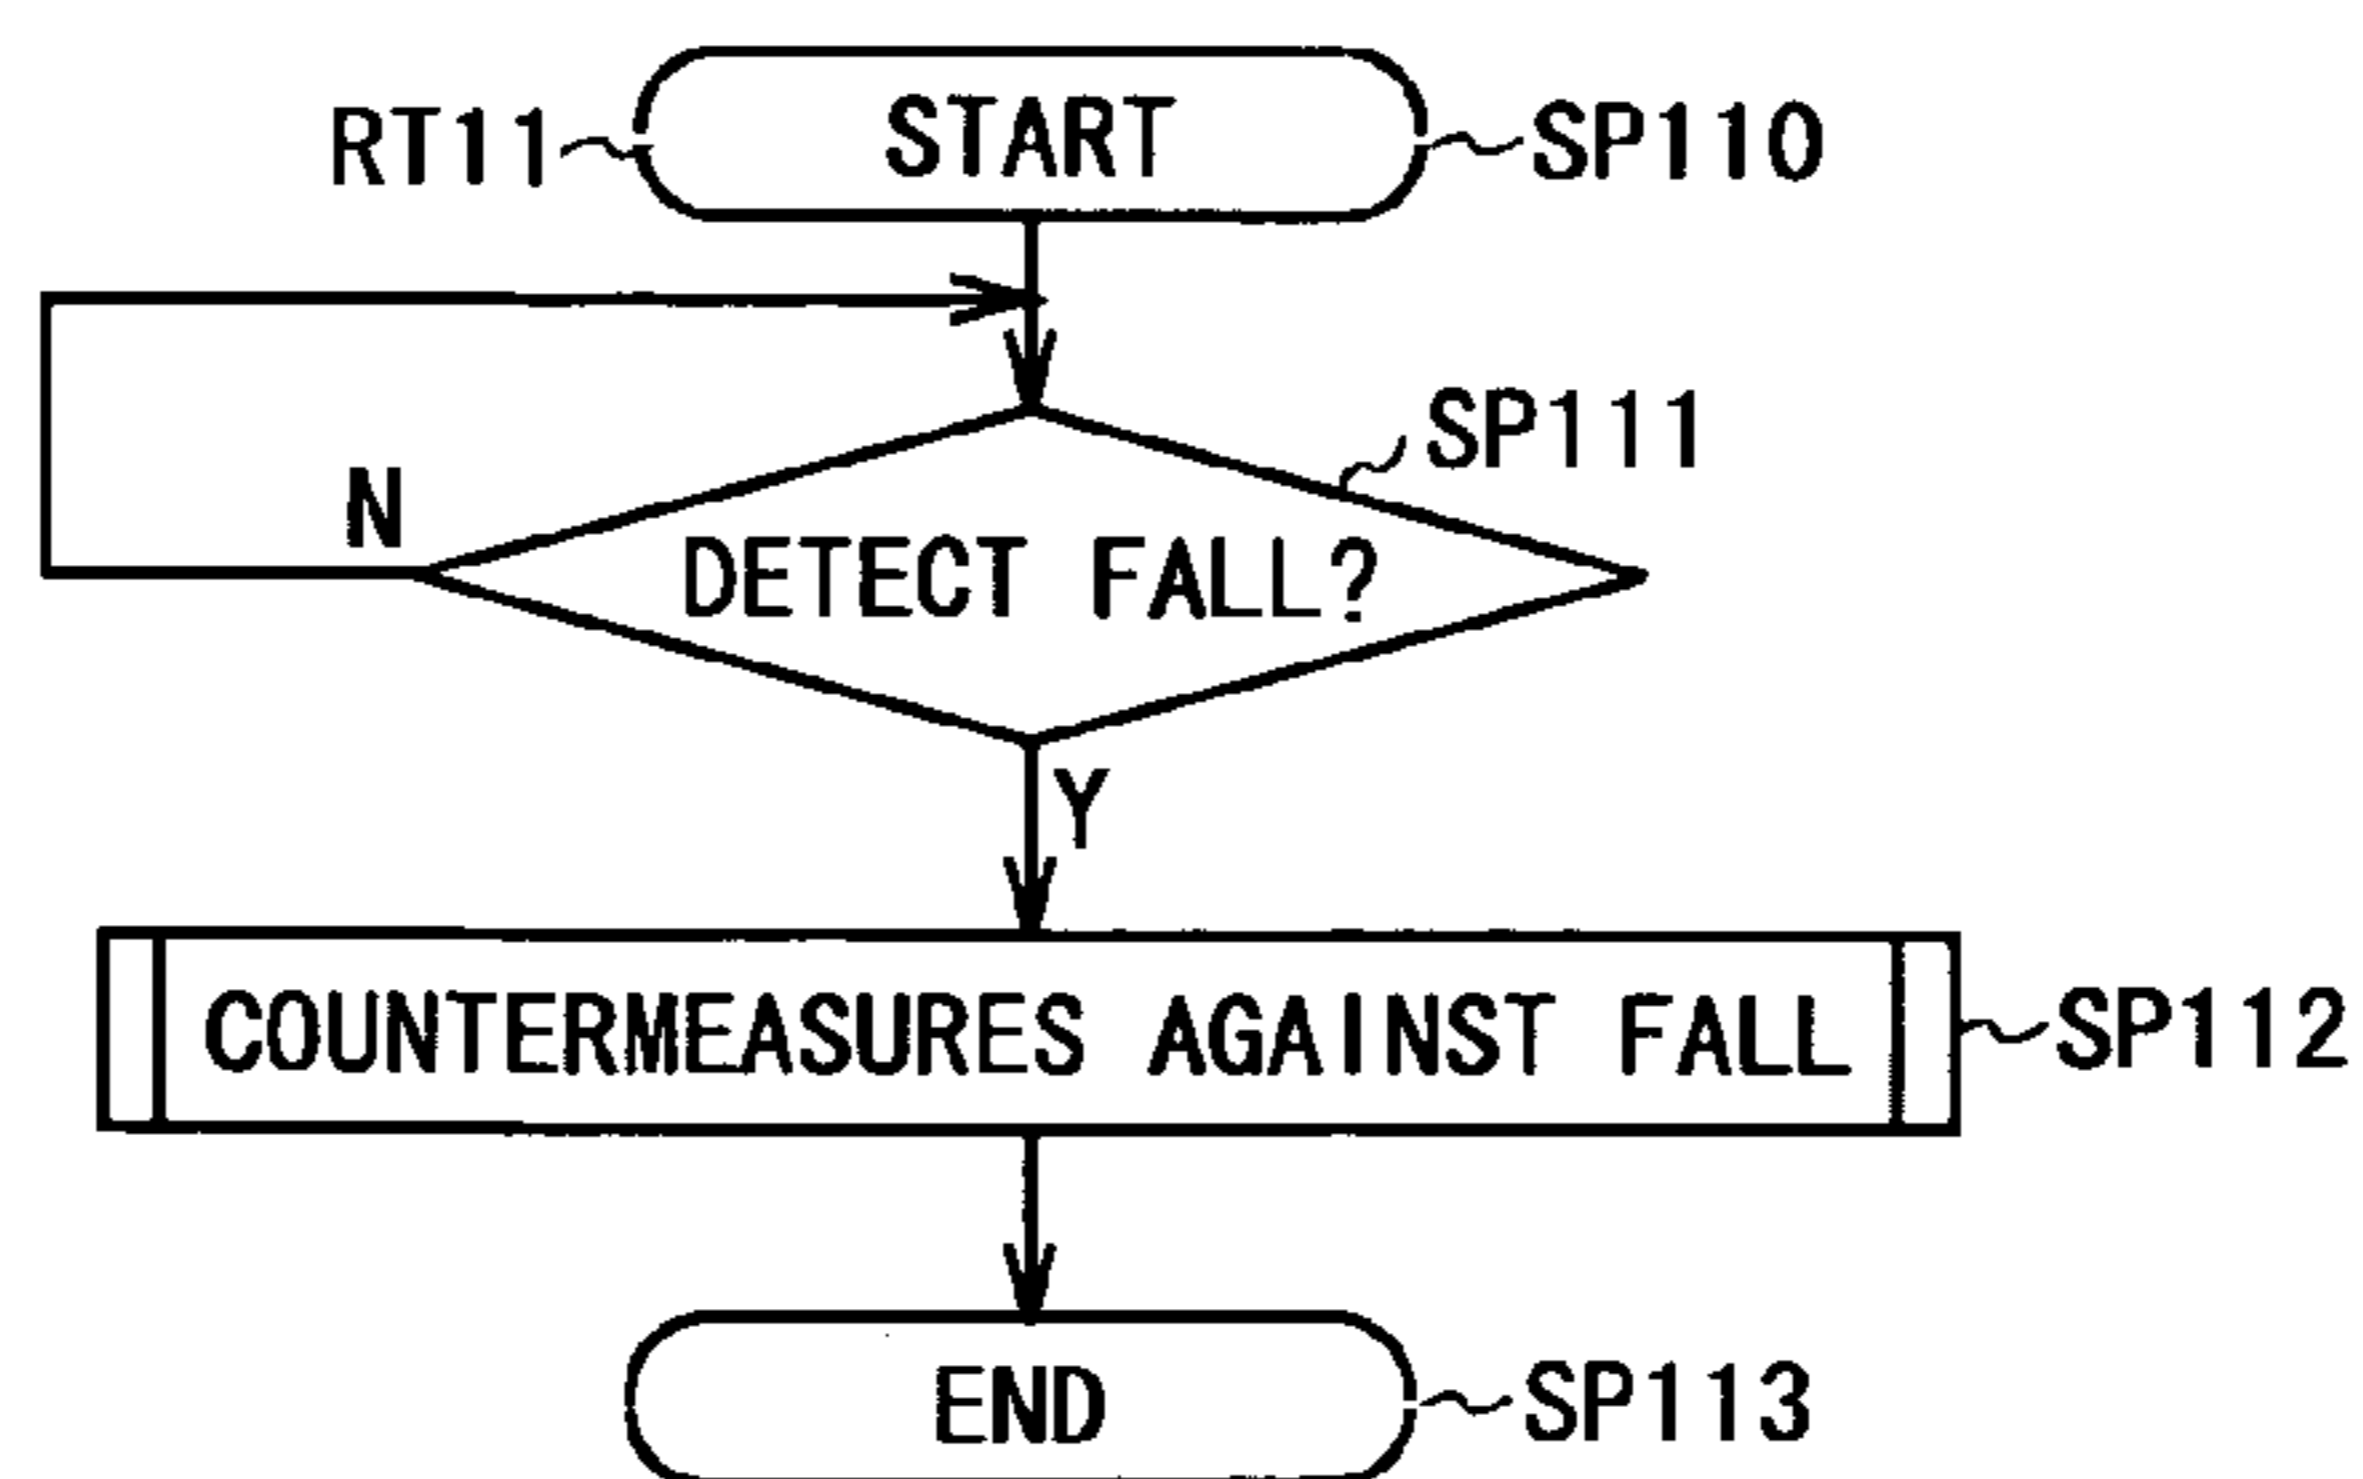 RT11 START SP110
SP111
N
DETECT FALL?
Y
COUNTERMEASURES AGAINST FALL SP112
END SP113